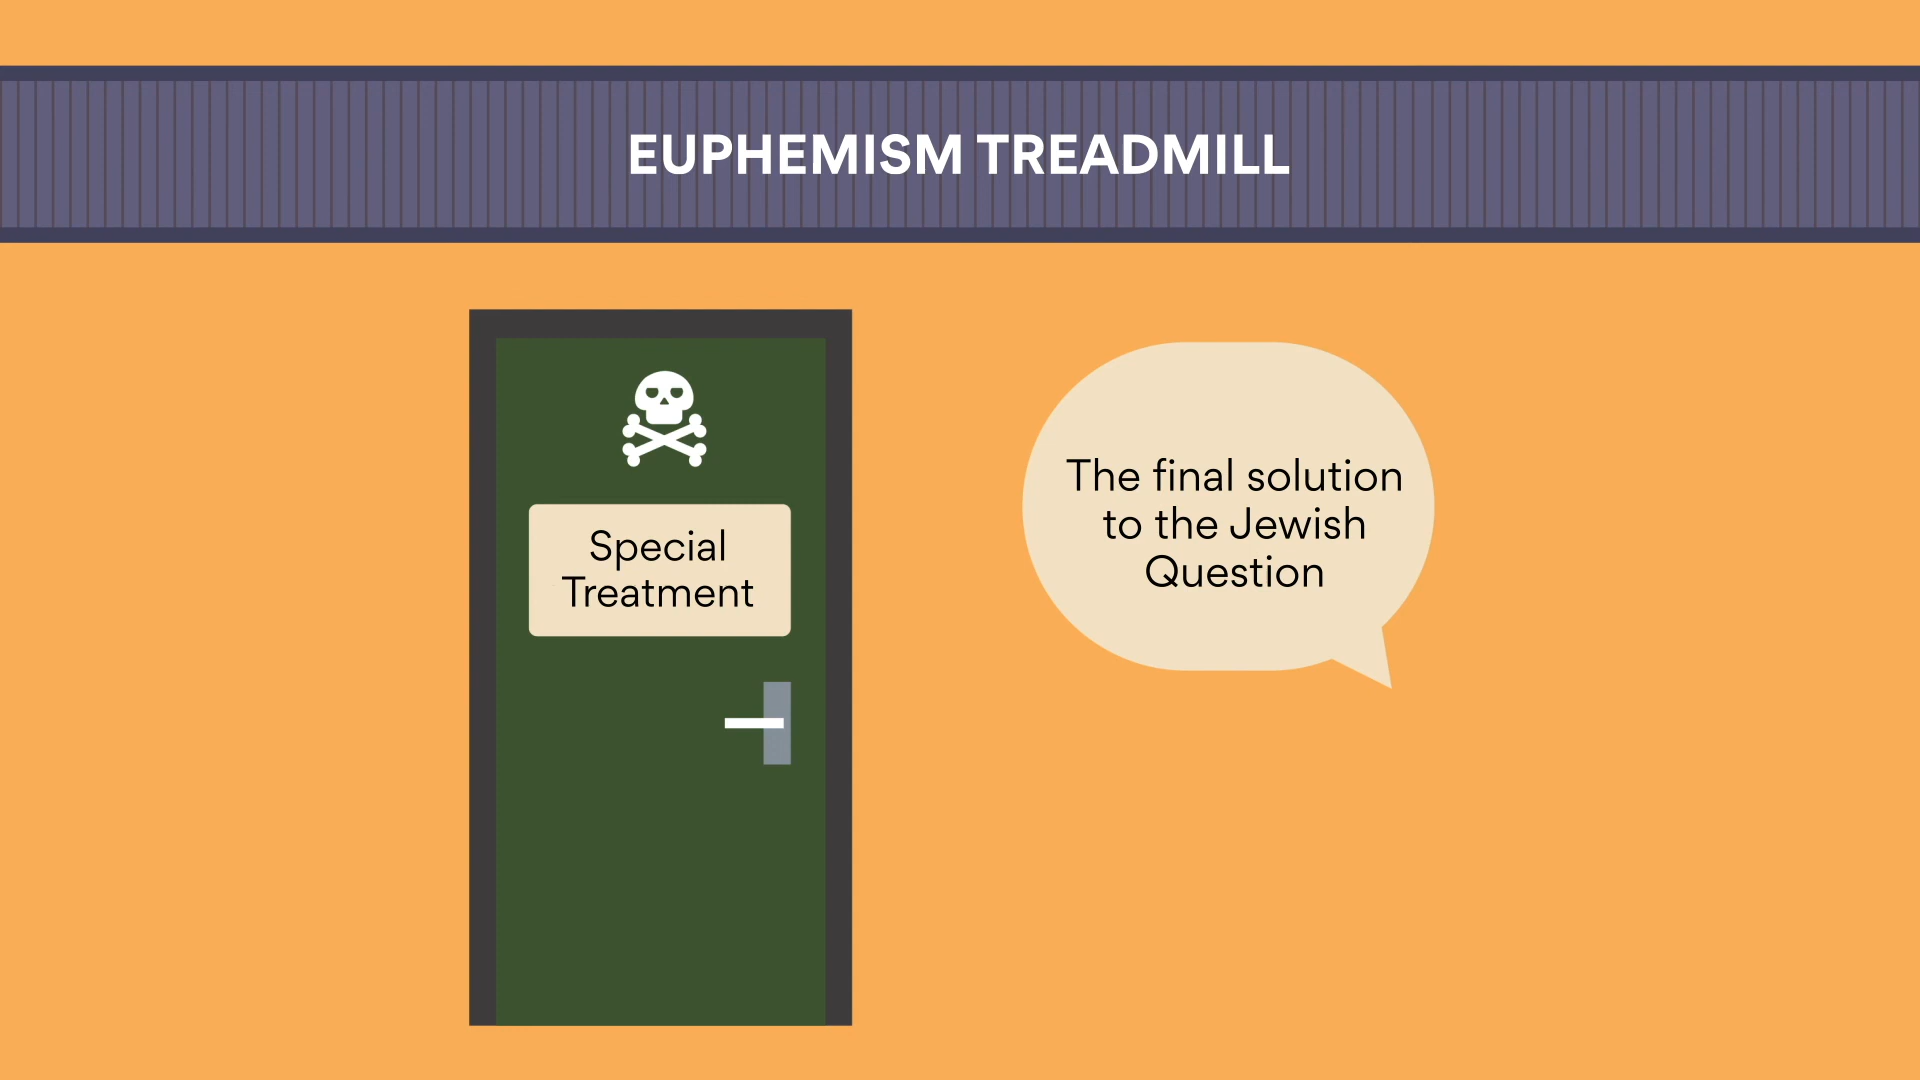 EUPHEMISM TREADMILL
Special
Treatment
The final solution
to the Jewish
Question